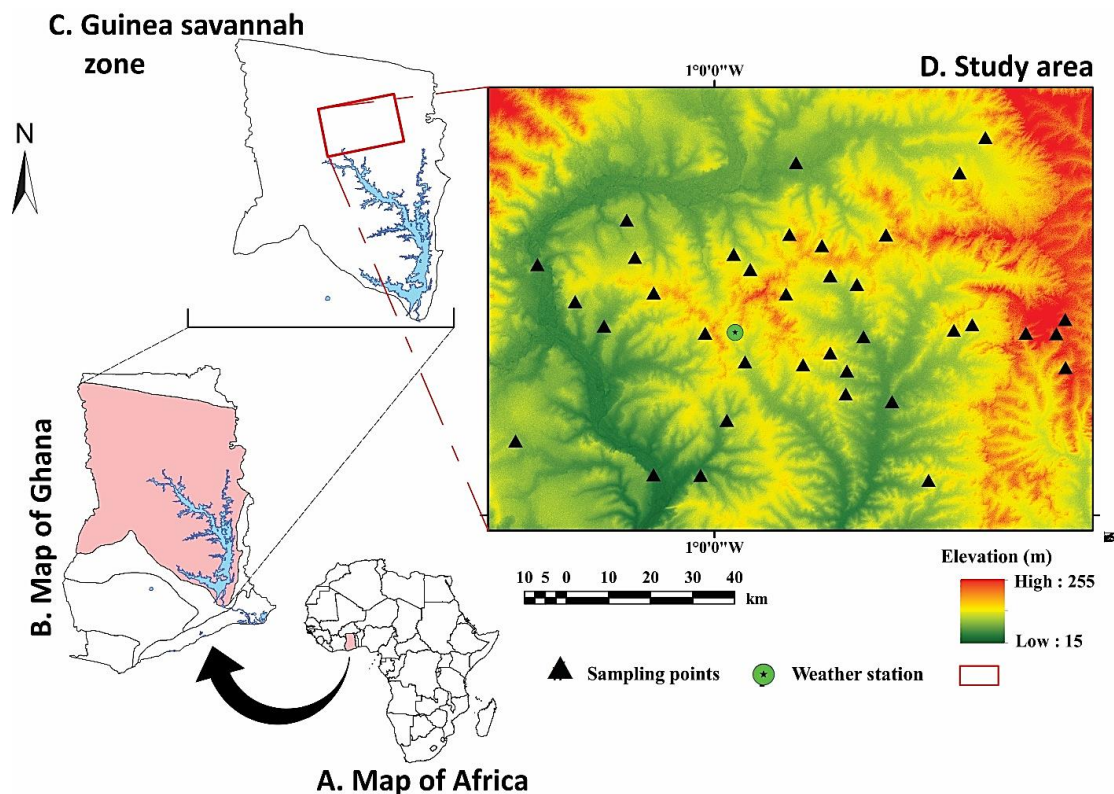 C. Guinea savannah
zone
N
1°0'0"W
D. Study area
B. Map of Ghana
1°0'0"W
Elevation (m)
High : 255
Low : 15
10 5 0 10 20 30 40
km
Sampling points
Weather station
A. Map of Africa